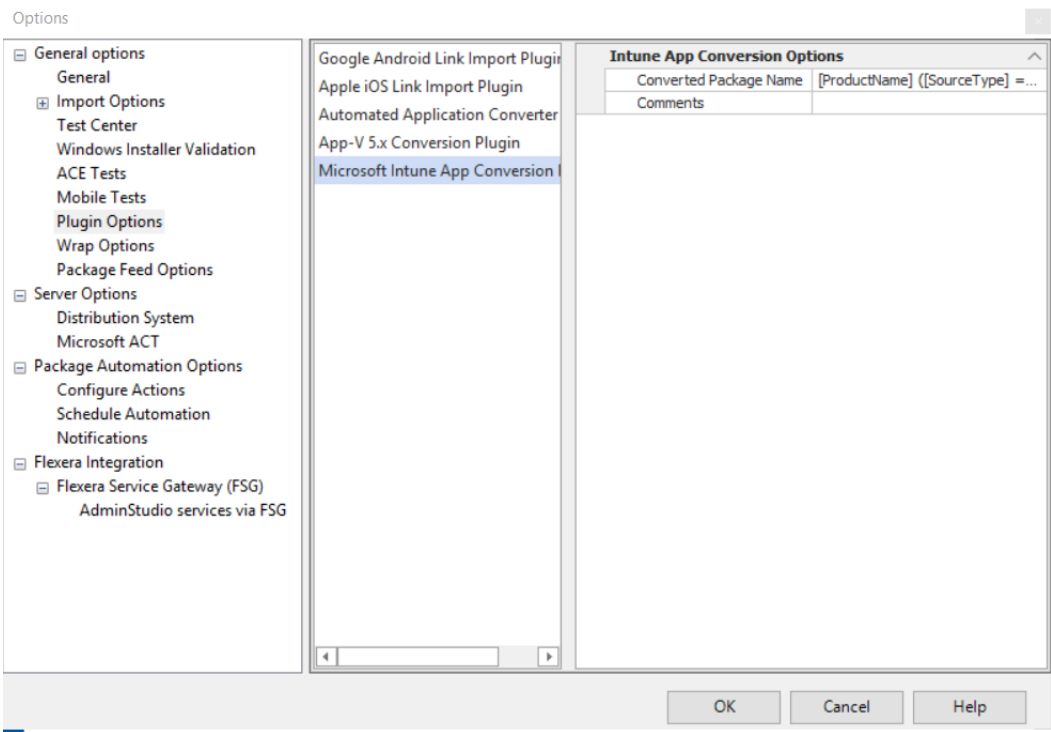 Options
General options
General
Import Options
Test Center
Windows Installer Validation
ACE Tests
Mobile Tests
Plugin Options
Wrap Options
Package Feed Options
Server Options
Distribution System
Microsoft ACT
Package Automation Options
Configure Actions
Schedule Automation
Notifications
Flexera Integration
Flexera Service Gateway (FSG)
AdminStudio services via FSG
Google Android Link Import Plugin
Apple iOS Link Import Plugin
Automated Application Converter
App-V 5.x Conversion Plugin
Microsoft Intune App Conversion
Intune App Conversion Options
Converted Package Name [ProductName] ([SourceType] =...
Comments
OK Cancel Help